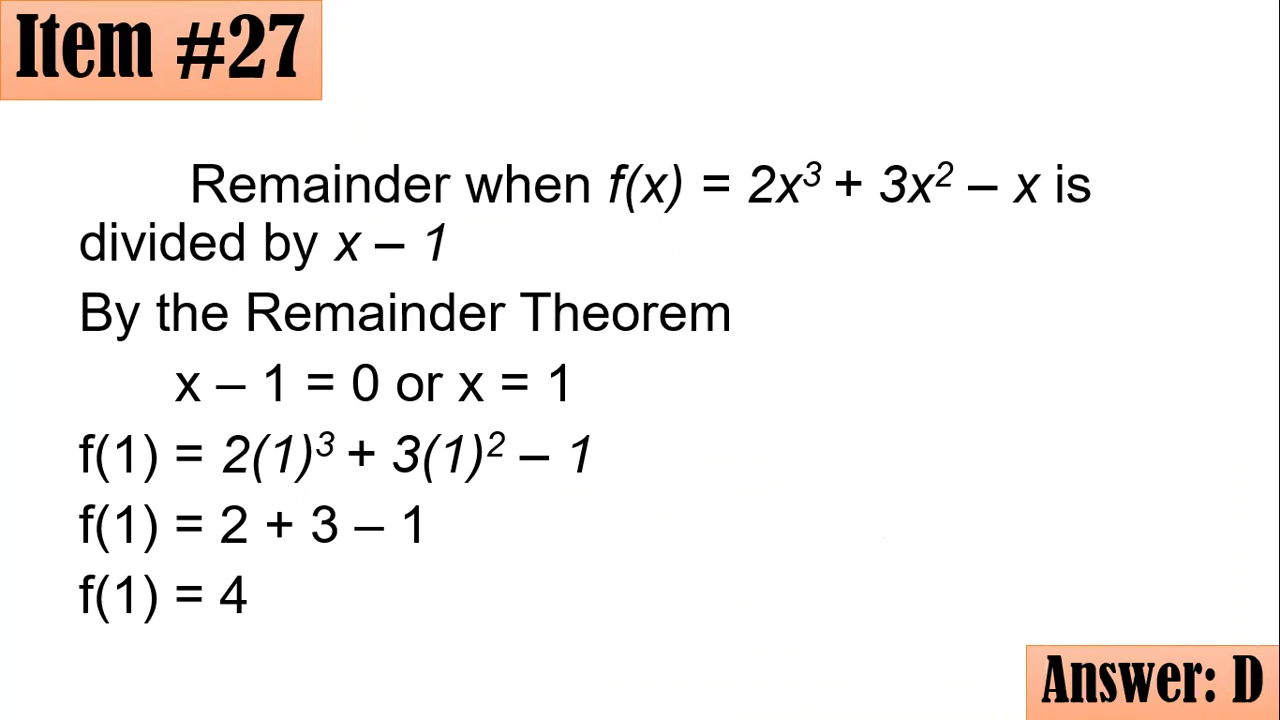 Item #27
Remainder when f(x) = 2x³ + 3x² – x is
divided by x – 1
By the Remainder Theorem
x – 1 = 0 or x = 1
f(1) = 2(1)³ + 3(1)² – 1
f(1) = 2 + 3 – 1
f(1) = 4
Answer: D